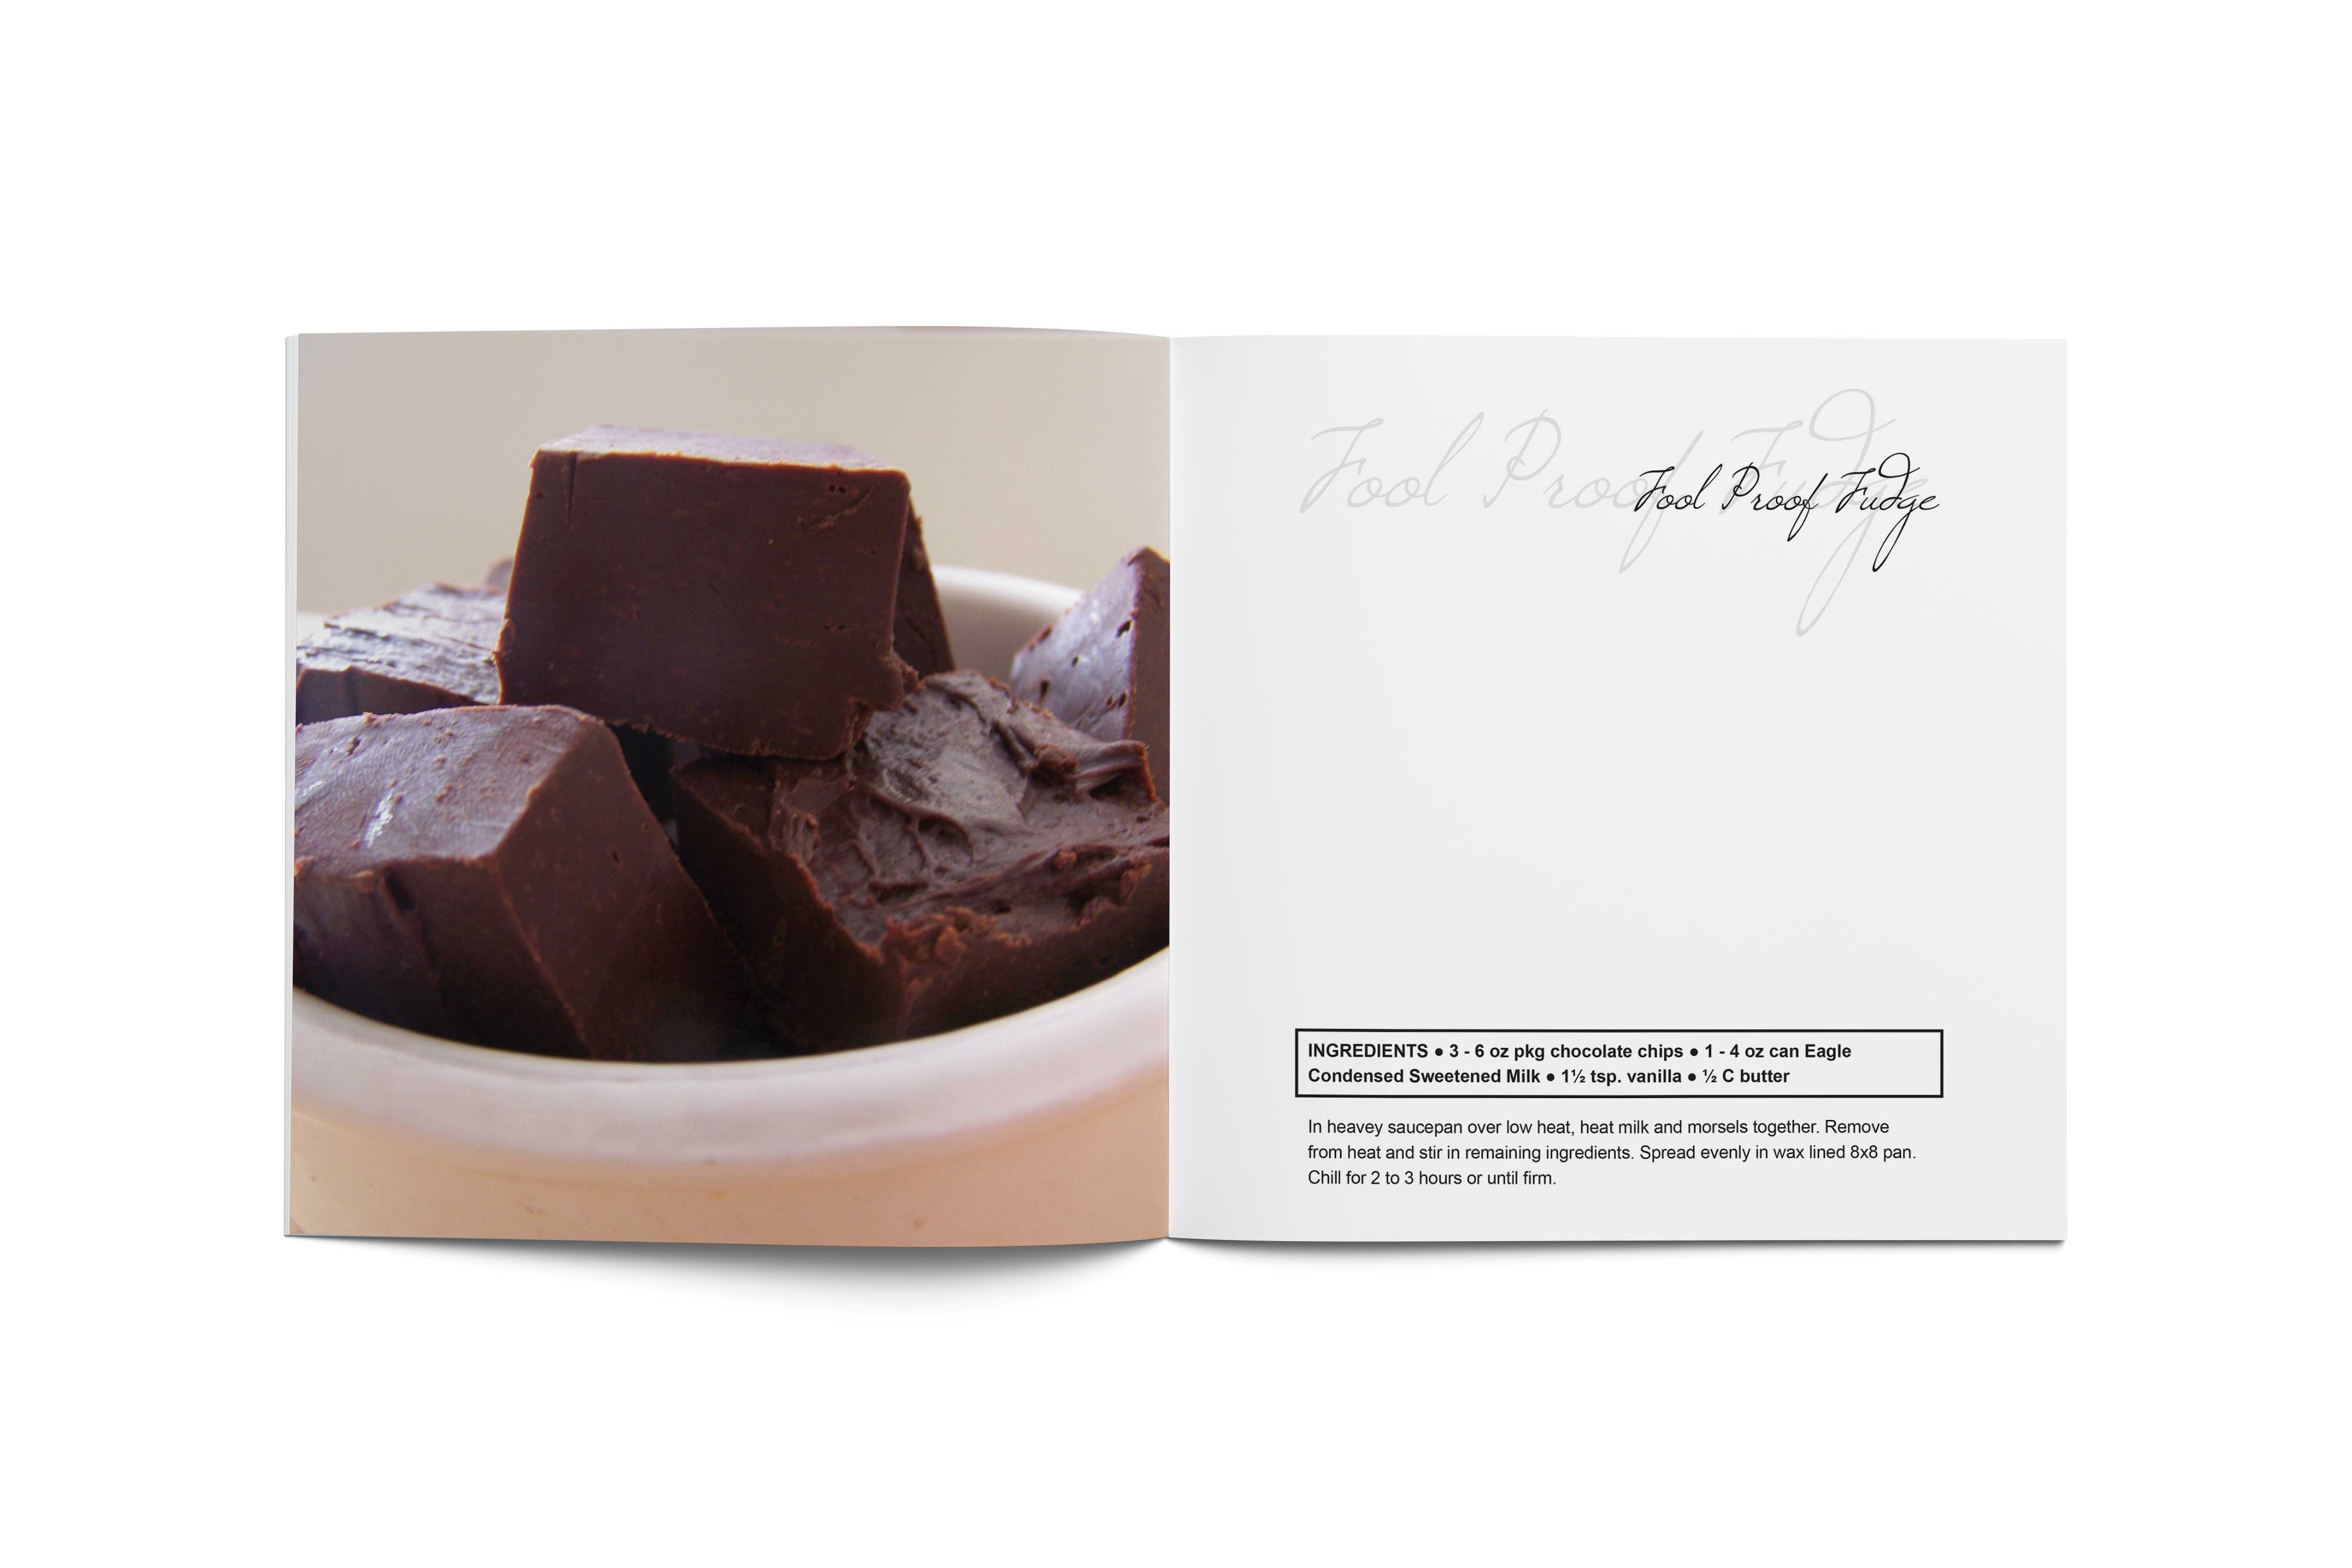 Fool Proof Fudge
Fool Proof Fudge
INGREDIENTS ● 3 - 6 oz pkg chocolate chips ● 1 - 4 oz can Eagle
Condensed Sweetened Milk ● 1½ tsp. vanilla ● ½ C butter
In heavey saucepan over low heat, heat milk and morsels together. Remove
from heat and stir in remaining ingredients. Spread evenly in wax lined 8x8 pan.
Chill for 2 to 3 hours or until firm.